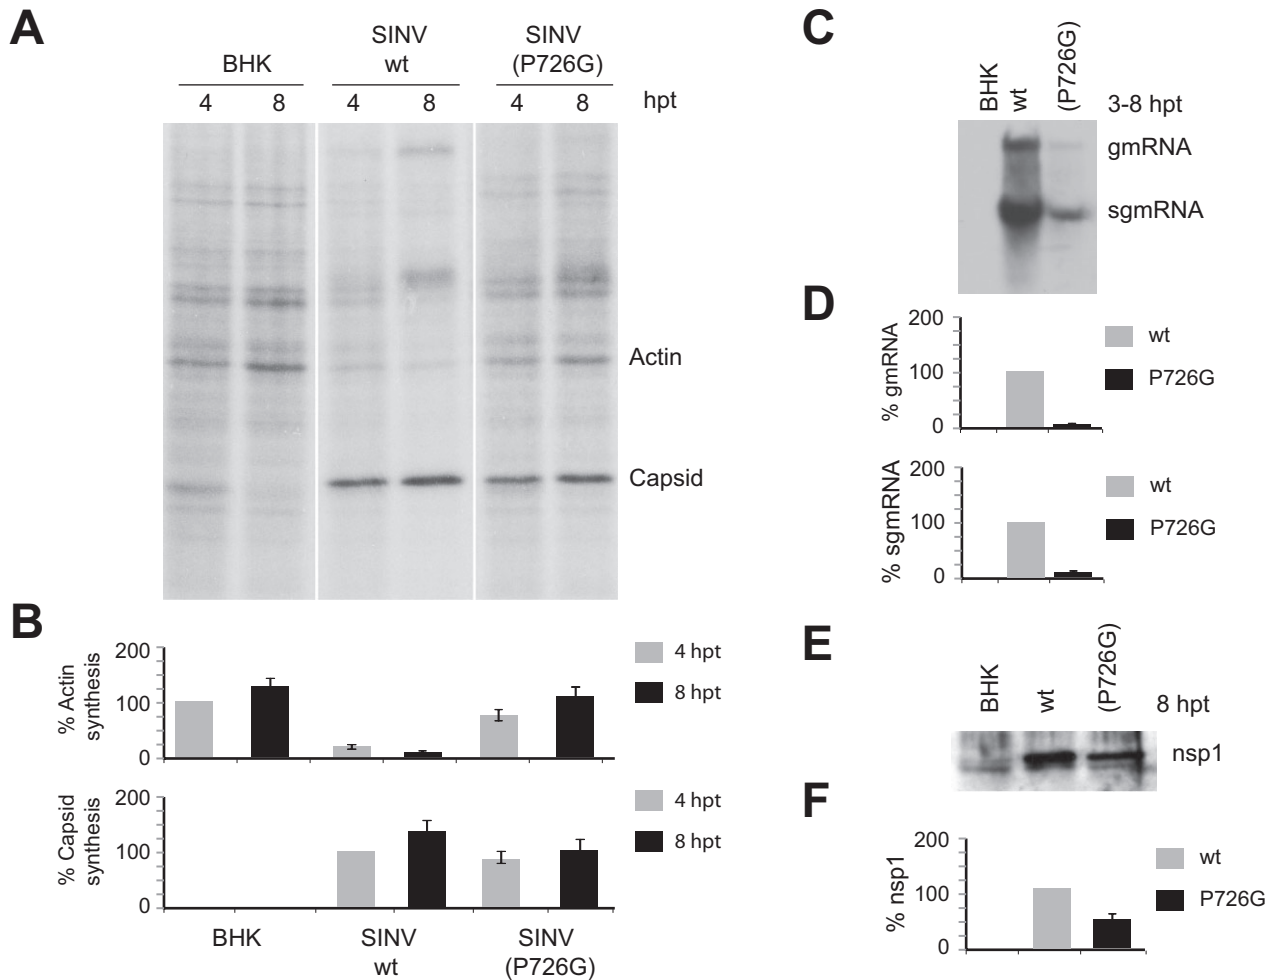 A
BHK
SINV
wt
SINV
(P726G)
4
8
4
8
4
8
hpt
Actin
Capsid
B
% Actin
synthesis
200
100
0
4 hpt
8 hpt
% Capsid
synthesis
200
100
0
4 hpt
8 hpt
BHK
SINV
wt
SINV
(P726G)
C
BHK
wt
(P726G)
3-8 hpt
gmRNA
sgmRNA
D
% gmRNA
200
100
0
wt
P726G
% sgmRNA
200
100
0
wt
P726G
E
BHK
wt
(P726G)
8 hpt
nsp1
F
% nsp1
200
100
0
wt
P726G